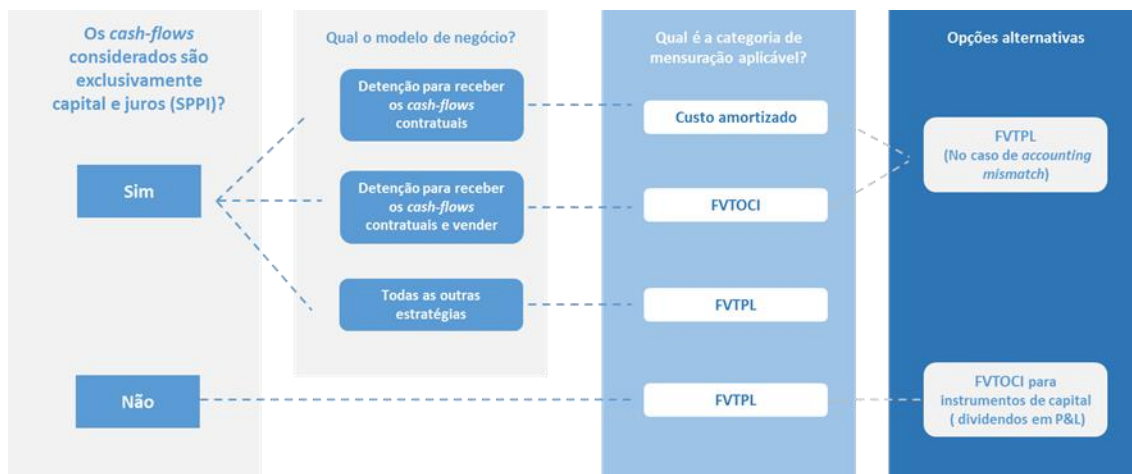 Os cash-flows
considerados são
exclusivamente
capital e juros (SPPI)?
Sim
Não
Qual o modelo de negócio?
Detenção para receber
os cash-flows
contratuais
Detenção para receber
os cash-flows
contratuais e vender
Todas as outras
estratégias
Qual é a categoria de
mensuração aplicável?
Custo amortizado
FVTOCI
FVTPL
FVTPL
Opções alternativas
FVTPL
(No caso de accounting
mismatch)
FVTOCI para
instrumentos de capital
( dividendos em P&L)